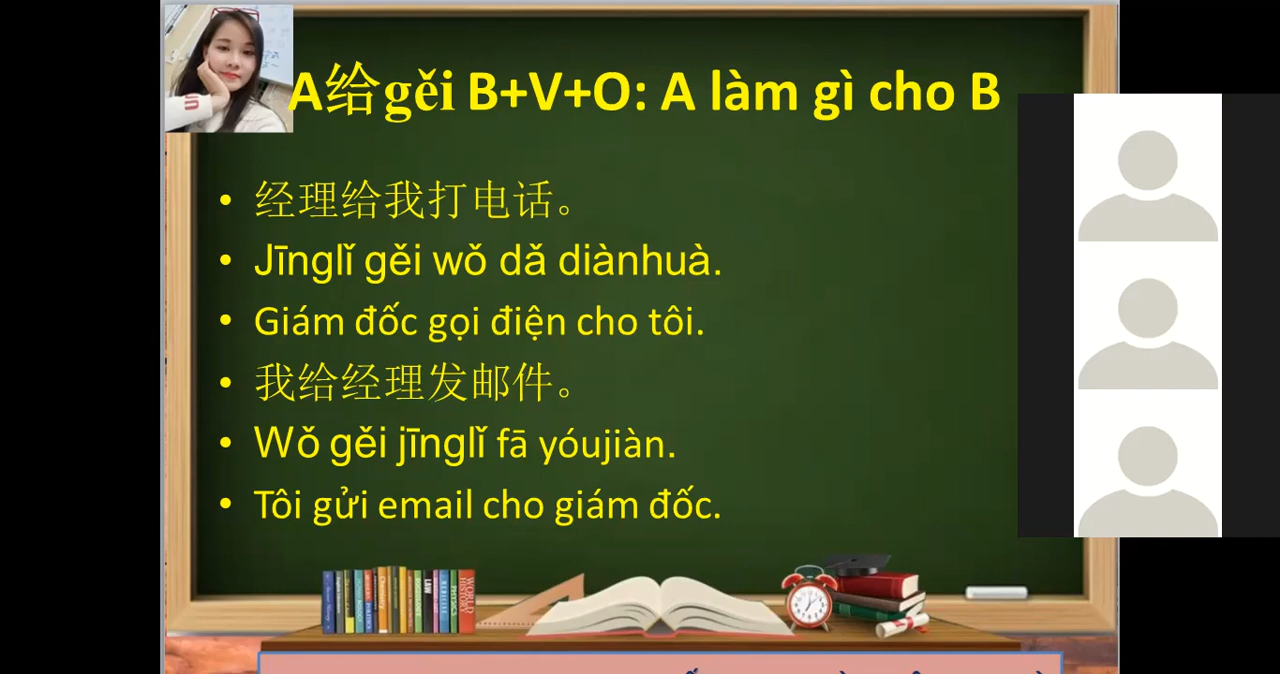 A给gěi B+V+O: A làm gì cho B
• 经理给我打电话。
• Jīnglǐ gěi wǒ dǎ diànhuà.
• Giám đốc gọi điện cho tôi.
• 我给经理发邮件。
• Wǒ gěi jīnglǐ fā yóujiàn.
• Tôi gửi email cho giám đốc.